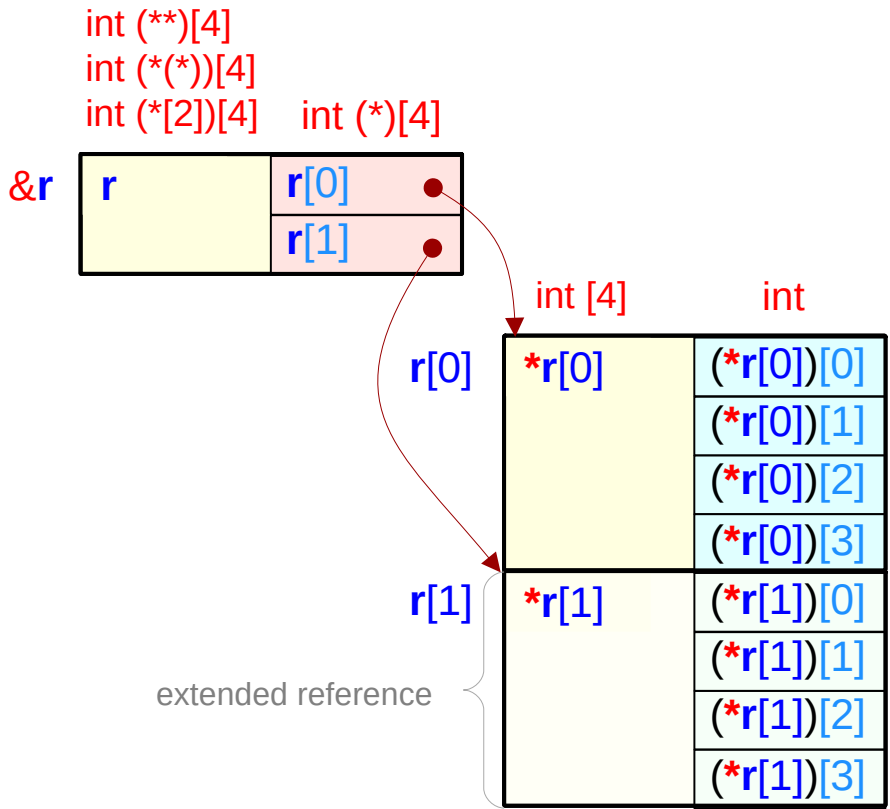 int (**)[4]
int (*(*))[4]
int (*[2])[4]
int (*)[4]
&r
r
r[0]
r[1]
int [4]
int
r[0]
*r[0]
(*r[0])[0]
(*r[0])[1]
(*r[0])[2]
(*r[0])[3]
r[1]
*r[1]
(*r[1])[0]
(*r[1])[1]
extended reference
(*r[1])[2]
(*r[1])[3]